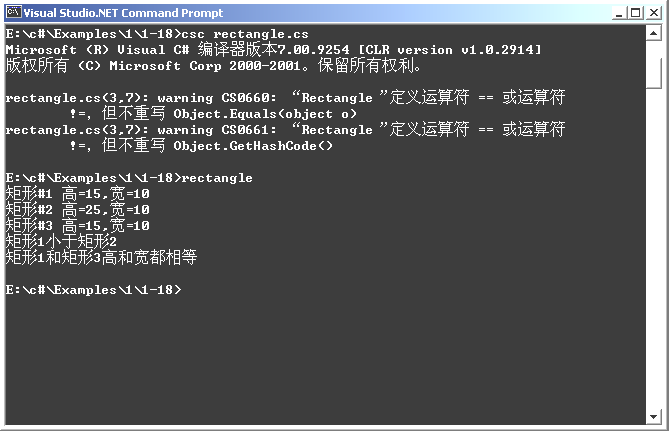 Visual Studio.NET Command Prompt
E:\c#\Examples\1\1-18>csc rectangle.cs
Microsoft (R) Visual C# 编译器版本7.00.9254 [CLR version v1.0.2914]
版权所有 (C) Microsoft Corp 2000-2001。保留所有权利。
rectangle.cs(3,7): warning CS0660: “Rectangle ”定义运算符 == 或运算符
!=, 但不重写 Object.Equals(object o)
rectangle.cs(3,7): warning CS0661: “Rectangle ”定义运算符 == 或运算符
!=, 但不重写 Object.GetHashCode()
E:\c#\Examples\1\1-18>rectangle
矩形#1 高=15,宽=10
矩形#2 高=25,宽=10
矩形#3 高=15,宽=10
矩形1小于矩形2
矩形1和矩形3高和宽都相等
E:\c#\Examples\1\1-18>